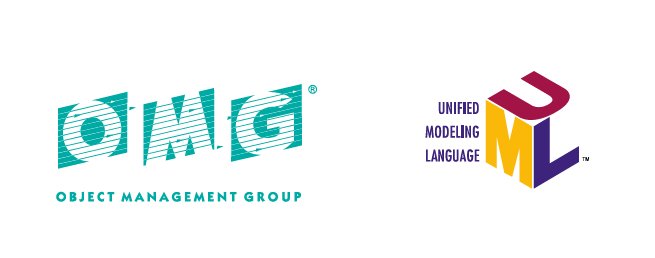 OMG®
OBJECT MANAGEMENT GROUP
UNIFIED
MODELING
LANGUAGE
UML™